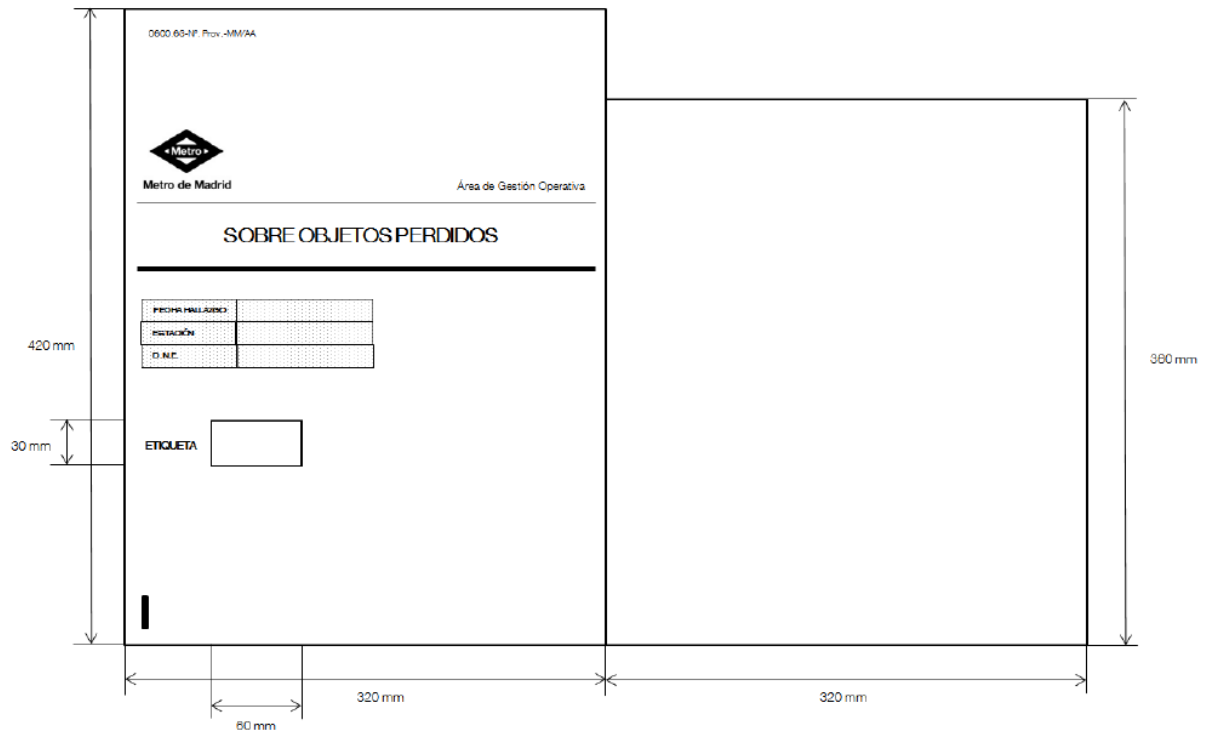 0600.66-Nº. Prov.-MM/AA
Metro
Metro de Madrid
Área de Gestión Operativa
SOBRE OBJETOS PERDIDOS
FECHA HALLAZGO
ESTACIÓN
O.N.E.
420 mm
360 mm
30 mm
ETIQUETA
320 mm
320 mm
60 mm